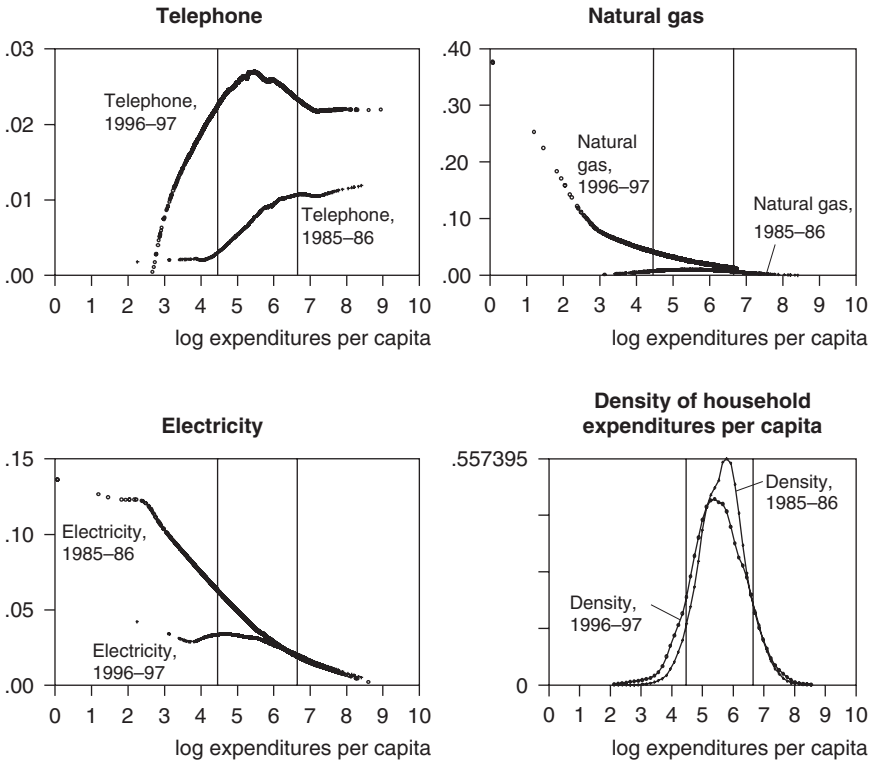 Telephone
.03
.02
.01
.00
Telephone,
1996–97
Telephone,
1985–86
0 1 2 3 4 5 6 7 8 9 10
log expenditures per capita
Natural gas
.40
.30
.20
.10
.00
Natural
gas,
1996–97
Natural gas,
1985–86
0 1 2 3 4 5 6 7 8 9 10
log expenditures per capita
Electricity
.15
.10
.05
.00
Electricity,
1985–86
Electricity,
1996–97
0 1 2 3 4 5 6 7 8 9 10
log expenditures per capita
Density of household
expenditures per capita
.557395
0
Density,
1985–86
Density,
1996–97
0 1 2 3 4 5 6 7 8 9 10
log expenditures per capita